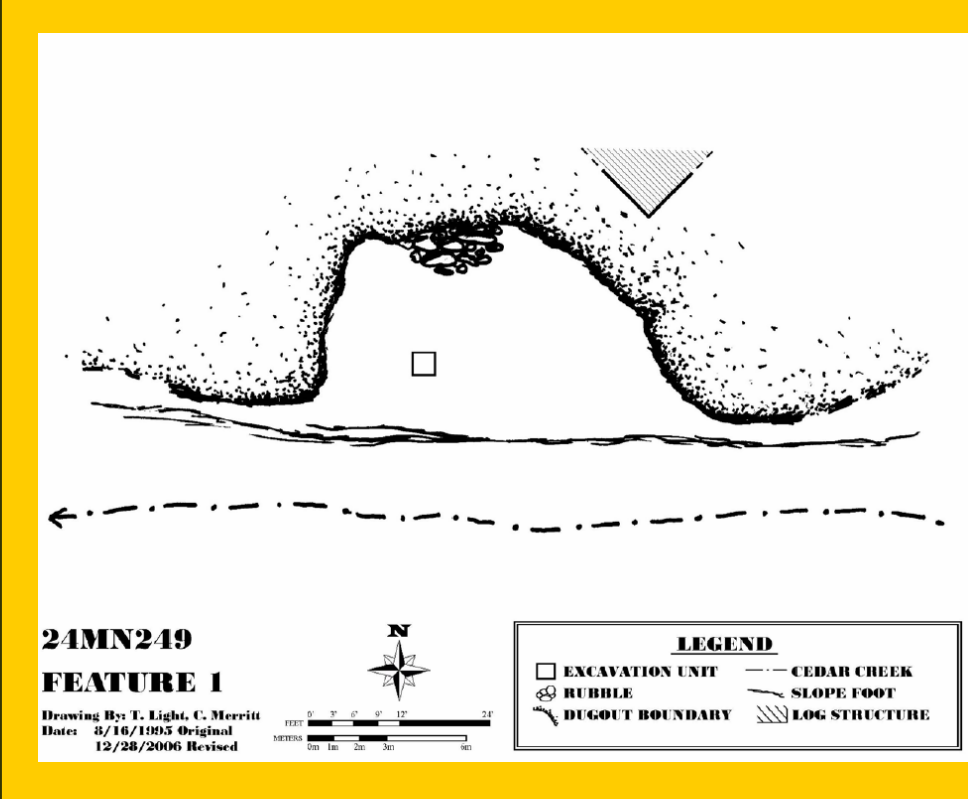 24MN249
FEATURE 1
Drawing By: T. Light, C. Merritt
Date: 8/16/1995 Original
12/28/2006 Revised
N
FEET 0' 3' 6' 9' 12' 24'
METERS
0m 1m 2m 3m 6m
LEGEND
EXCAVATION UNIT
RUBBLE
DUGOUT BOUNDARY
CEDAR CREEK
SLOPE FOOT
LOG STRUCTURE